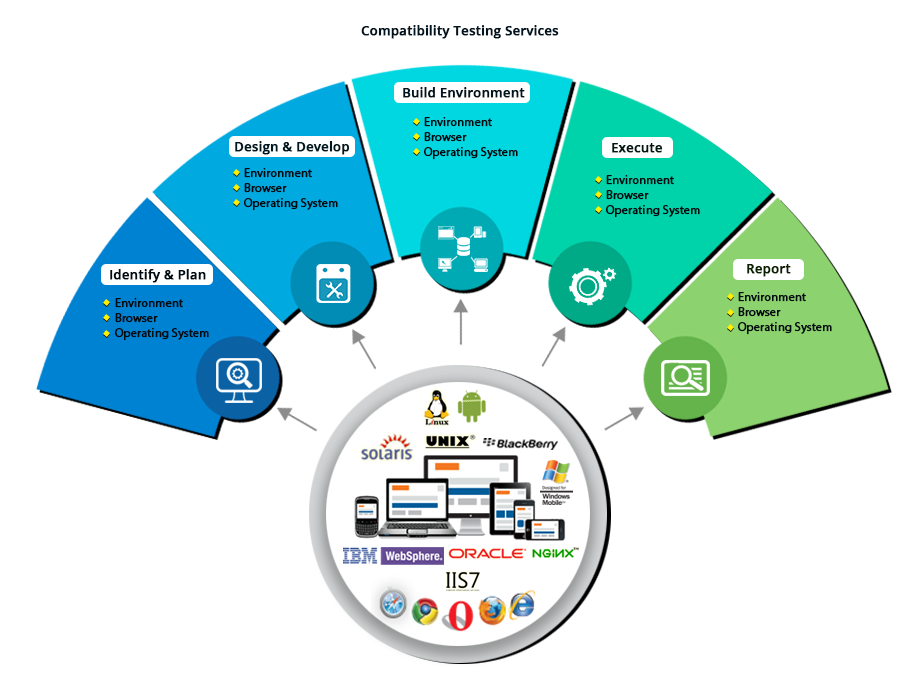 Compatibility Testing Services
Identify & Plan
Environment
Browser
Operating System
Design & Develop
Environment
Browser
Operating System
Build Environment
Environment
Browser
Operating System
Execute
Environment
Browser
Operating System
Report
Environment
Browser
Operating System
Linux
solaris
UNIX®
BlackBerry
Designed for
Windows
Mobile™
IBM
WebSphere.
ORACLE®
NGiNX™
IIS7